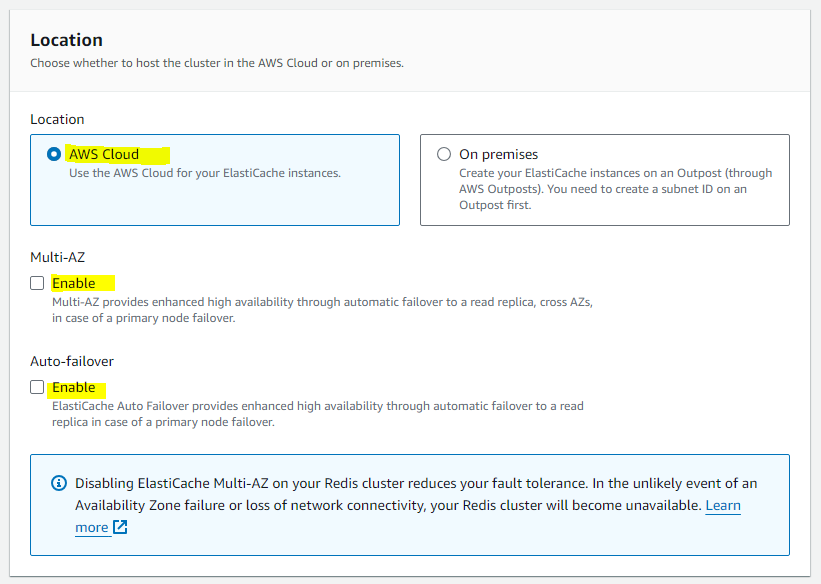 Location
Choose whether to host the cluster in the AWS Cloud or on premises.
Location
AWS Cloud
Use the AWS Cloud for your ElastiCache instances.
On premises
Create your ElastiCache instances on an Outpost (through
AWS Outposts). You need to create a subnet ID on an
Outpost first.
Multi-AZ
Enable
Multi-AZ provides enhanced high availability through automatic failover to a read replica, cross AZs,
in case of a primary node failover.
Auto-failover
Enable
ElastiCache Auto Failover provides enhanced high availability through automatic failover to a read
replica in case of a primary node failover.
Disabling ElastiCache Multi-AZ on your Redis cluster reduces your fault tolerance. In the unlikely event of an
Availability Zone failure or loss of network connectivity, your Redis cluster will become unavailable. Learn
more